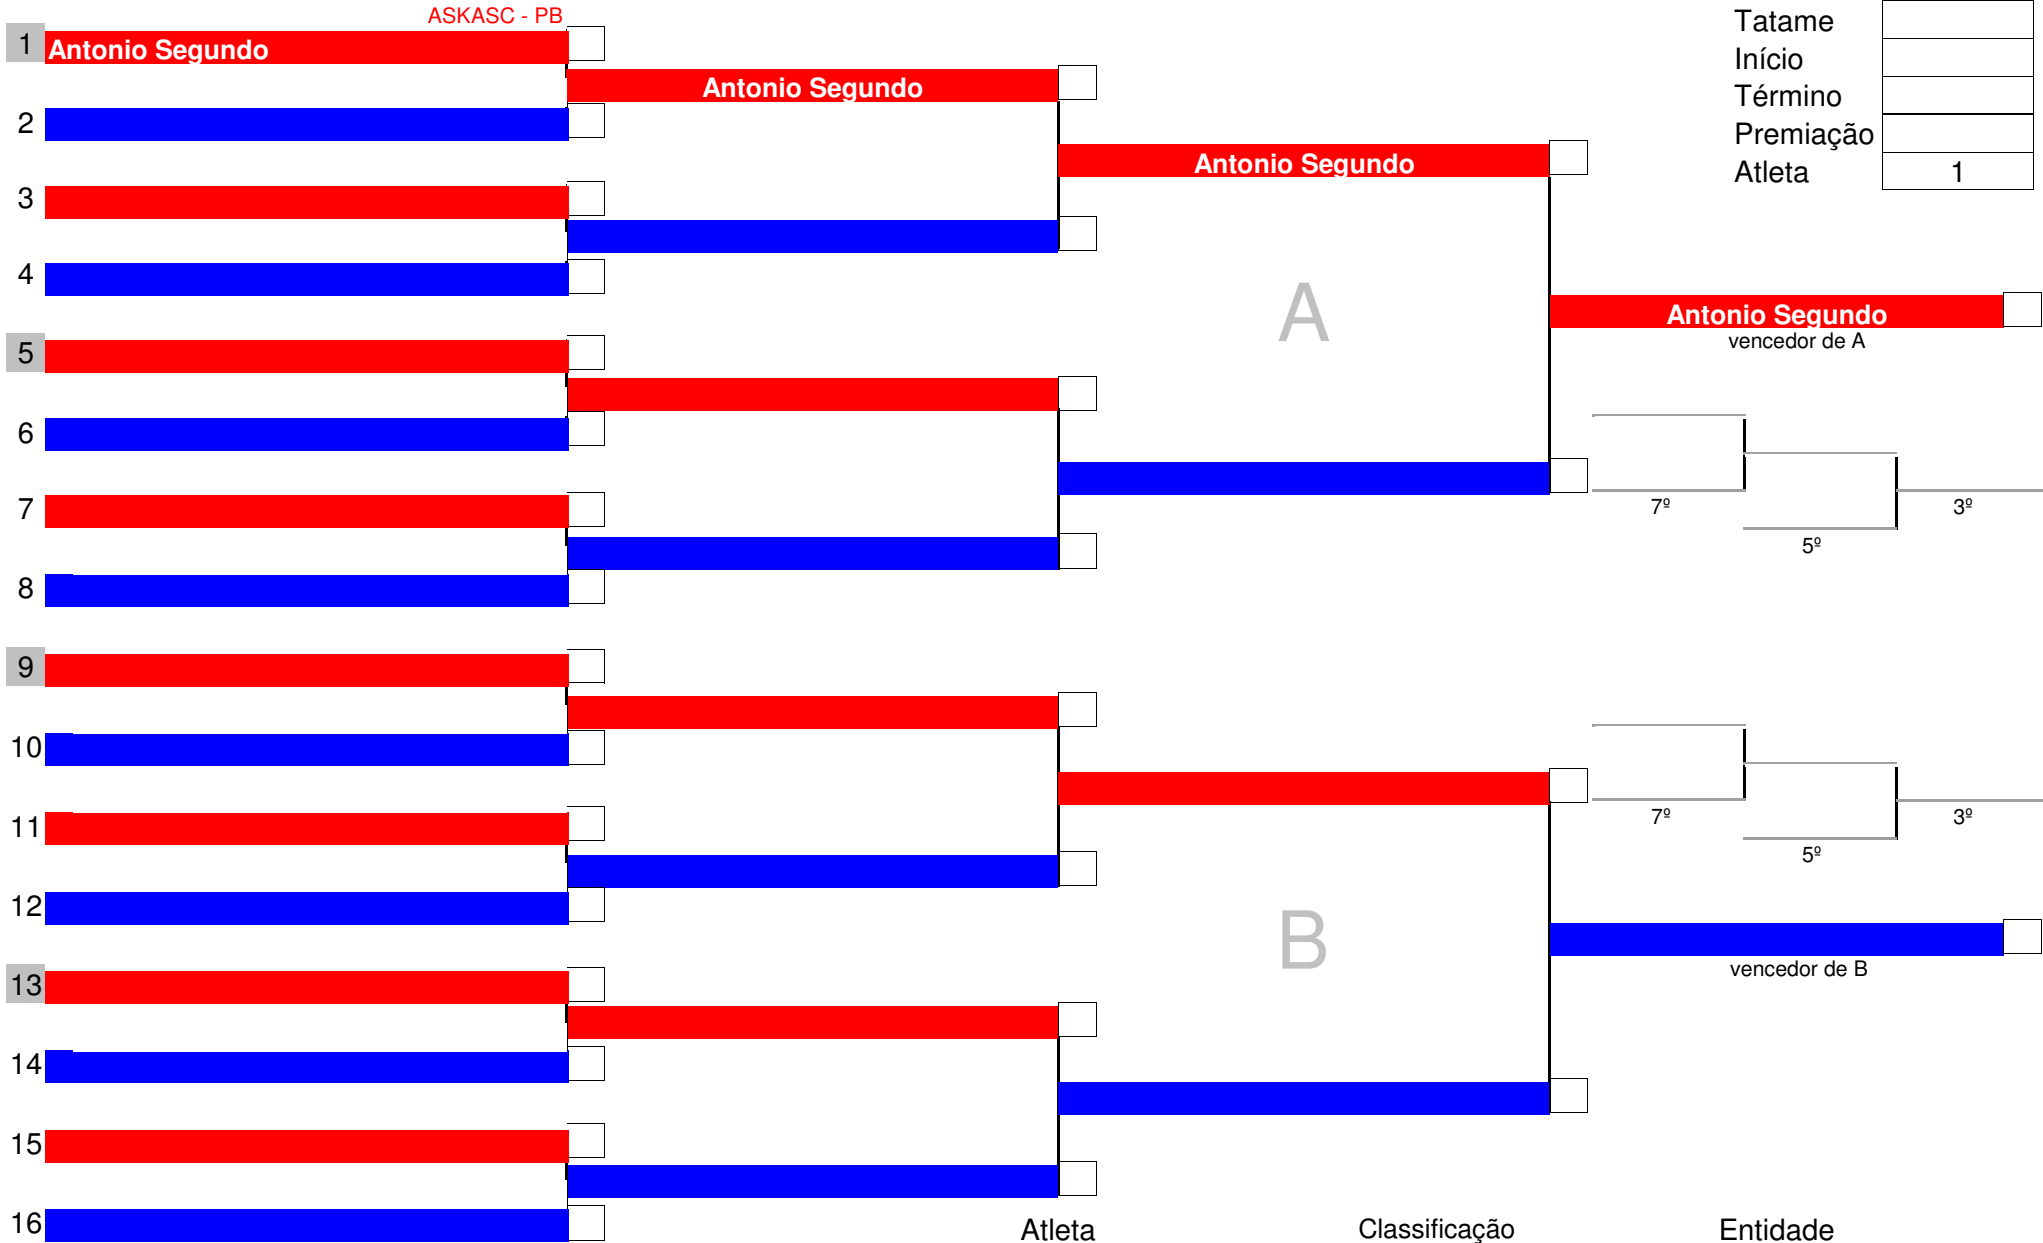 ASKASC - PB
1 Antonio Segundo
Antonio Segundo
2
Antonio Segundo
3
4
Tatame
Início
Término
Premiação
Atleta 1
A
Antonio Segundo
vencedor de A
5
6
7
8
7º
3º
5º
9
10
11
12
7º
3º
5º
B
13
vencedor de B
14
15
16
Atleta Classificação Entidade